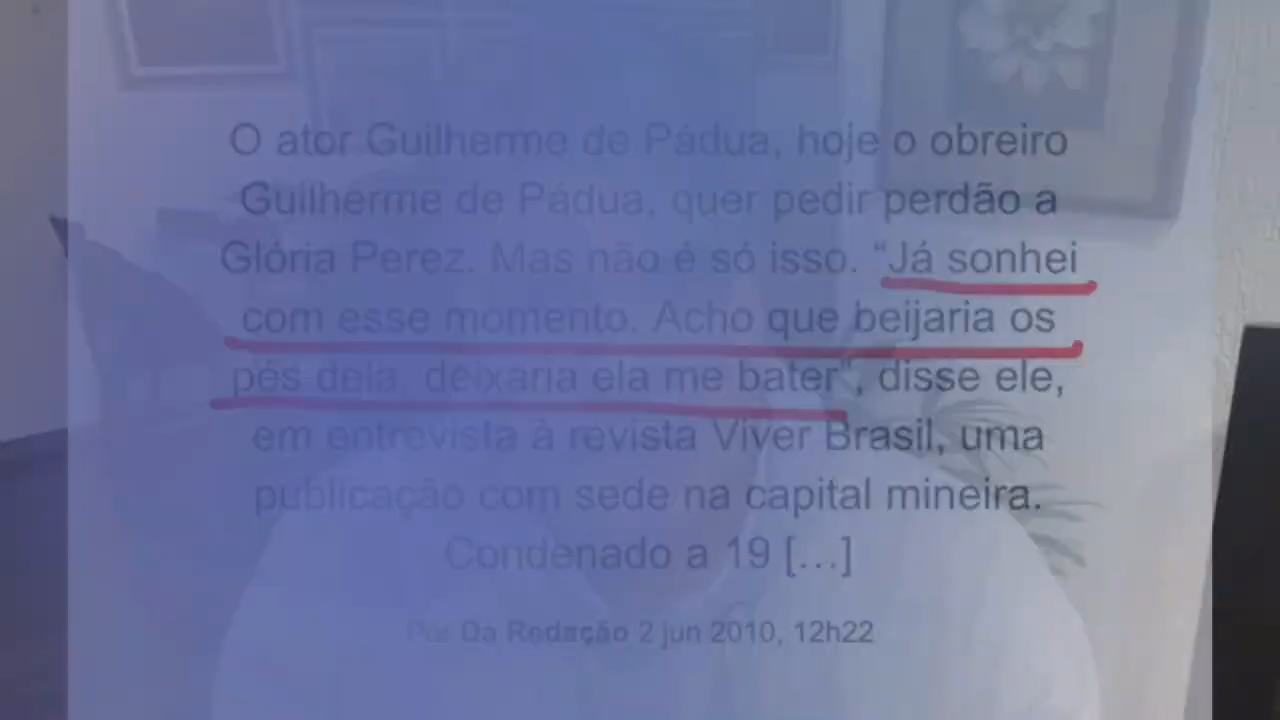 O ator Guilherme de Pádua, hoje o obreiro
Guilherme de Pádua, quer pedir perdão a
Glória Perez. Mas não é só isso. “Já sonhei
com esse momento. Acho que beijaria os
pés dela, deixaria ela me bater”, disse ele,
em entrevista à revista Viver Brasil, uma
publicação com sede na capital mineira.
Condenado a 19 [...]
Por Da Redação 2 jun 2010, 12h22